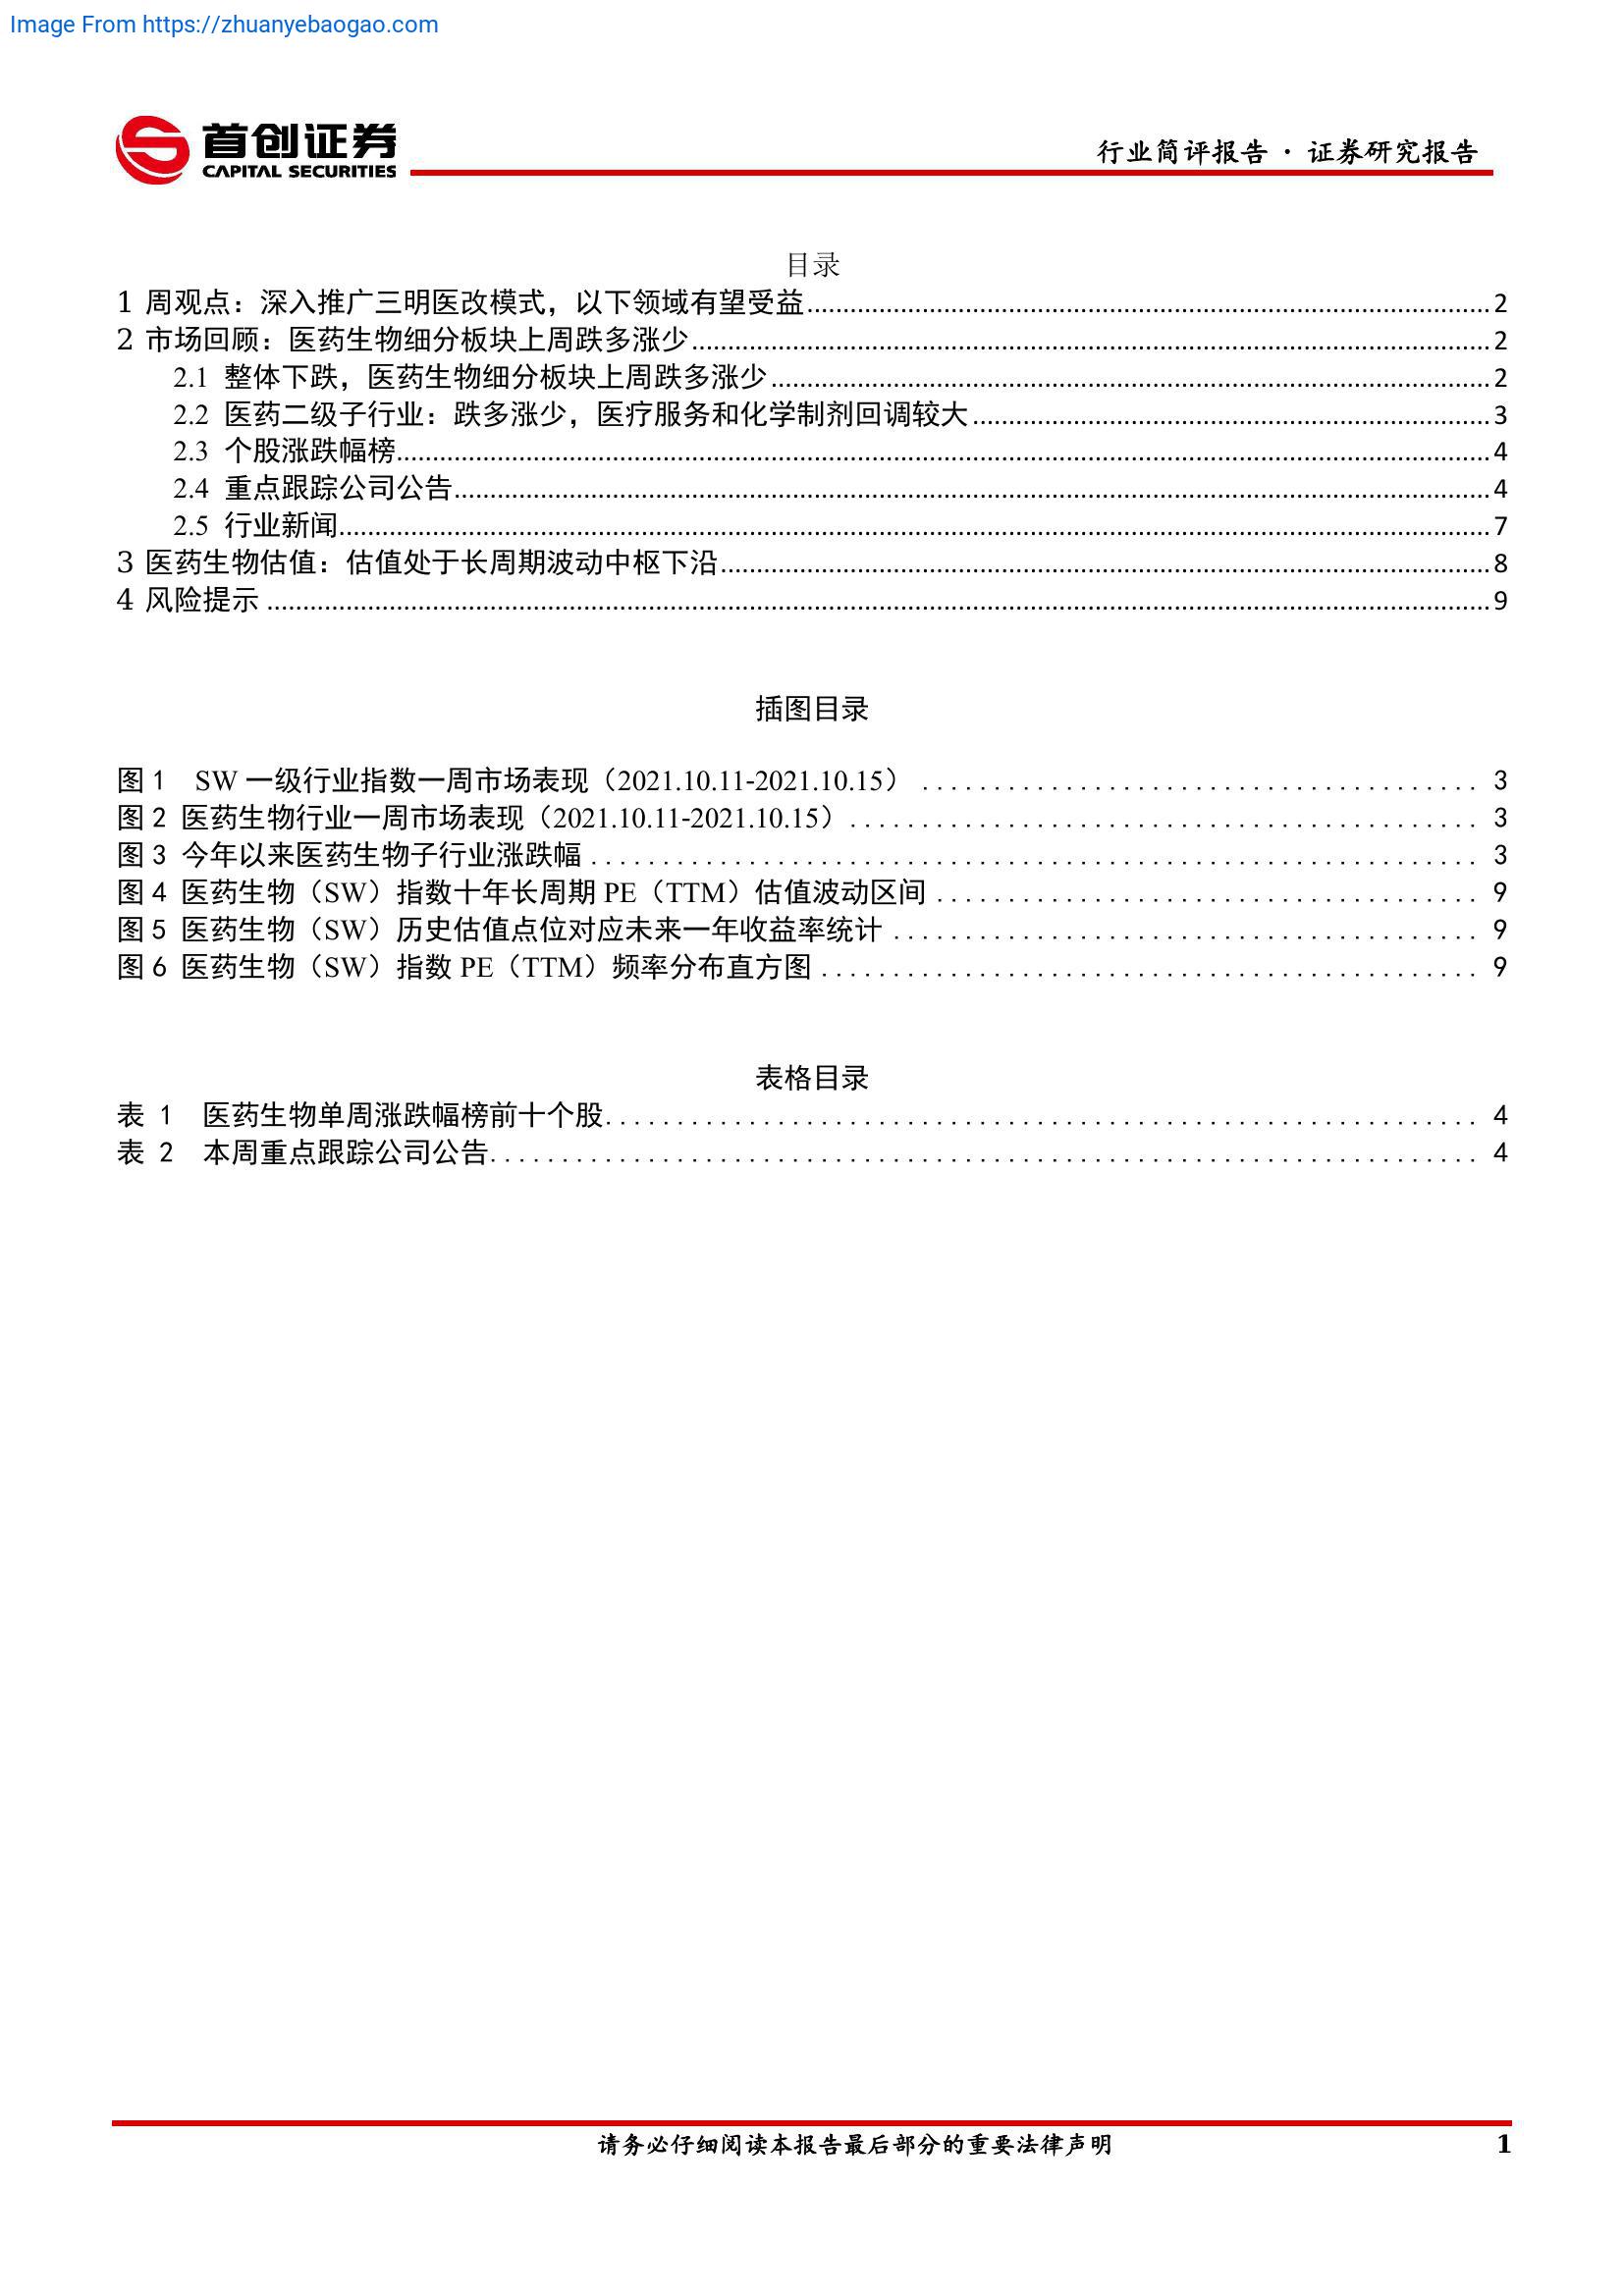 Image From https://zhuanyebaogao.com
首创证券
CAPITAL SECURITIES
行业简评报告 · 证券研究报告
目录
1 周观点：深入推广三明医改模式，以下领域有望受益 2
2 市场回顾：医药生物细分板块上周跌多涨少 2
2.1 整体下跌，医药生物细分板块上周跌多涨少 2
2.2 医药二级子行业：跌多涨少，医疗服务和化学制剂回调较大 3
2.3 个股涨跌幅榜 4
2.4 重点跟踪公司公告 4
2.5 行业新闻 7
3 医药生物估值：估值处于长周期波动中枢下沿 8
4 风险提示 9
插图目录
图 1 SW 一级行业指数一周市场表现（2021.10.11-2021.10.15） 3
图 2 医药生物行业一周市场表现（2021.10.11-2021.10.15） 3
图 3 今年以来医药生物子行业涨跌幅 3
图 4 医药生物（SW）指数十年长周期 PE（TTM）估值波动区间 9
图 5 医药生物（SW）历史估值点位对应未来一年收益率统计 9
图 6 医药生物（SW）指数 PE（TTM）频率分布直方图 9
表格目录
表 1 医药生物单周涨跌幅榜前十个股 4
表 2 本周重点跟踪公司公告 4
请务必仔细阅读本报告最后部分的重要法律声明 1